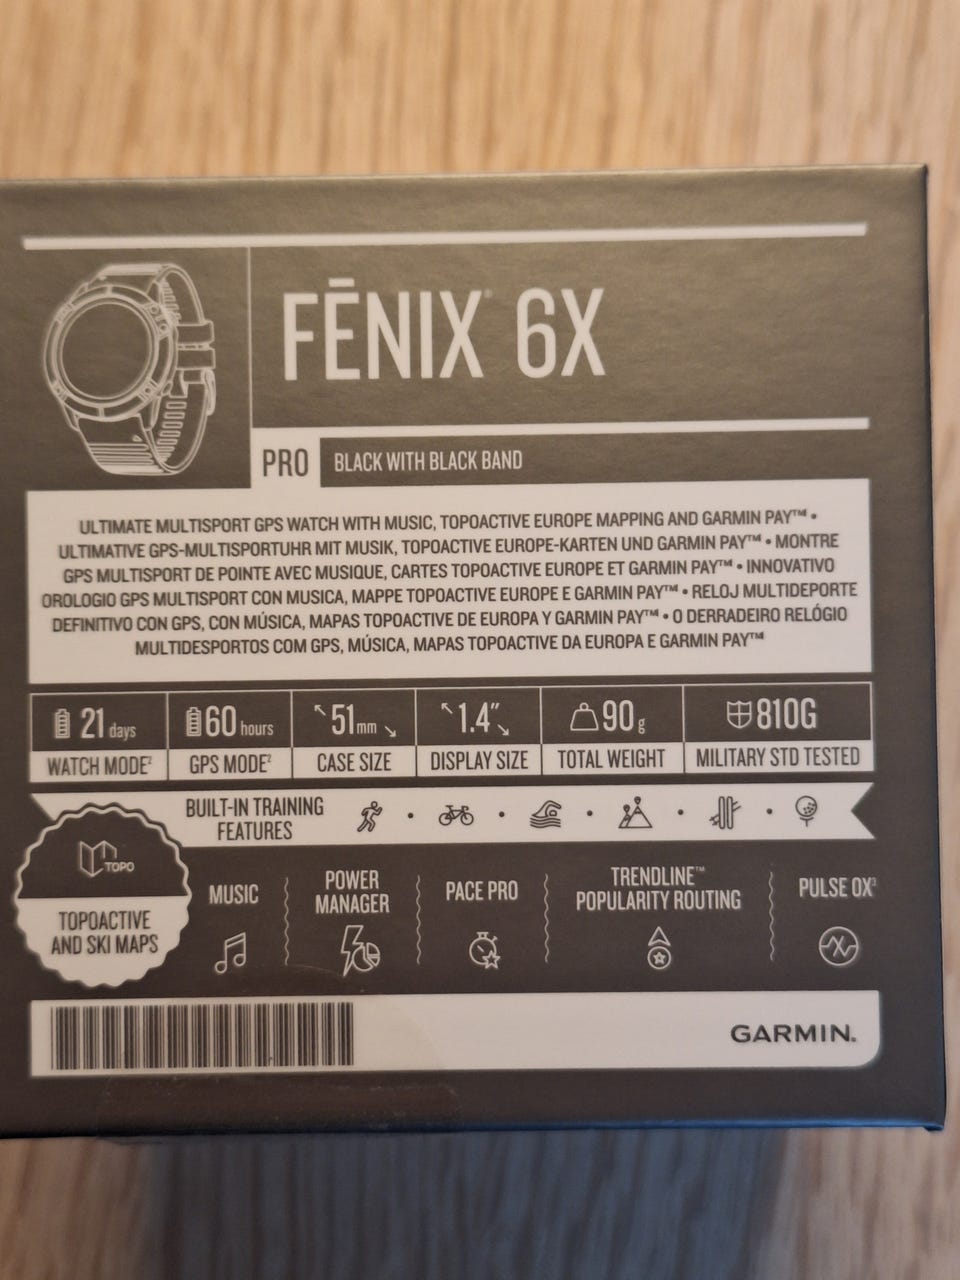 FĒNIX® 6X
PRO
BLACK WITH BLACK BAND
ULTIMATE MULTISPORT GPS WATCH WITH MUSIC, TOPOACTIVE EUROPE MAPPING AND GARMIN PAY™ •
ULTIMATIVE GPS-MULTISPORTUHR MIT MUSIK, TOPOACTIVE EUROPE-KARTEN UND GARMIN PAY™ • MONTRE
GPS MULTISPORT DE POINTE AVEC MUSIQUE, CARTES TOPOACTIVE EUROPE ET GARMIN PAY™ • INNOVATIVO
OROLOGIO GPS MULTISPORT CON MUSICA, MAPPE TOPOACTIVE EUROPE E GARMIN PAY™ • RELOJ MULTIDEPORTE
DEFINITIVO CON GPS, CON MÚSICA, MAPAS TOPOACTIVE DE EUROPA Y GARMIN PAY™ • O DERRADEIRO RELÓGIO
MULTIDESPORTOS COM GPS, MÚSICA, MAPAS TOPOACTIVE DA EUROPA E GARMIN PAY™
21 days
WATCH MODE²
60 hours
GPS MODE²
51mm
CASE SIZE
1.4″
DISPLAY SIZE
90g
TOTAL WEIGHT
810G
MILITARY STD TESTED
BUILT-IN TRAINING
FEATURES
TOPO
TOPOACTIVE
AND SKI MAPS
MUSIC
POWER
MANAGER
PACE PRO
TRENDLINE™
POPULARITY ROUTING
PULSE OX³
GARMIN.